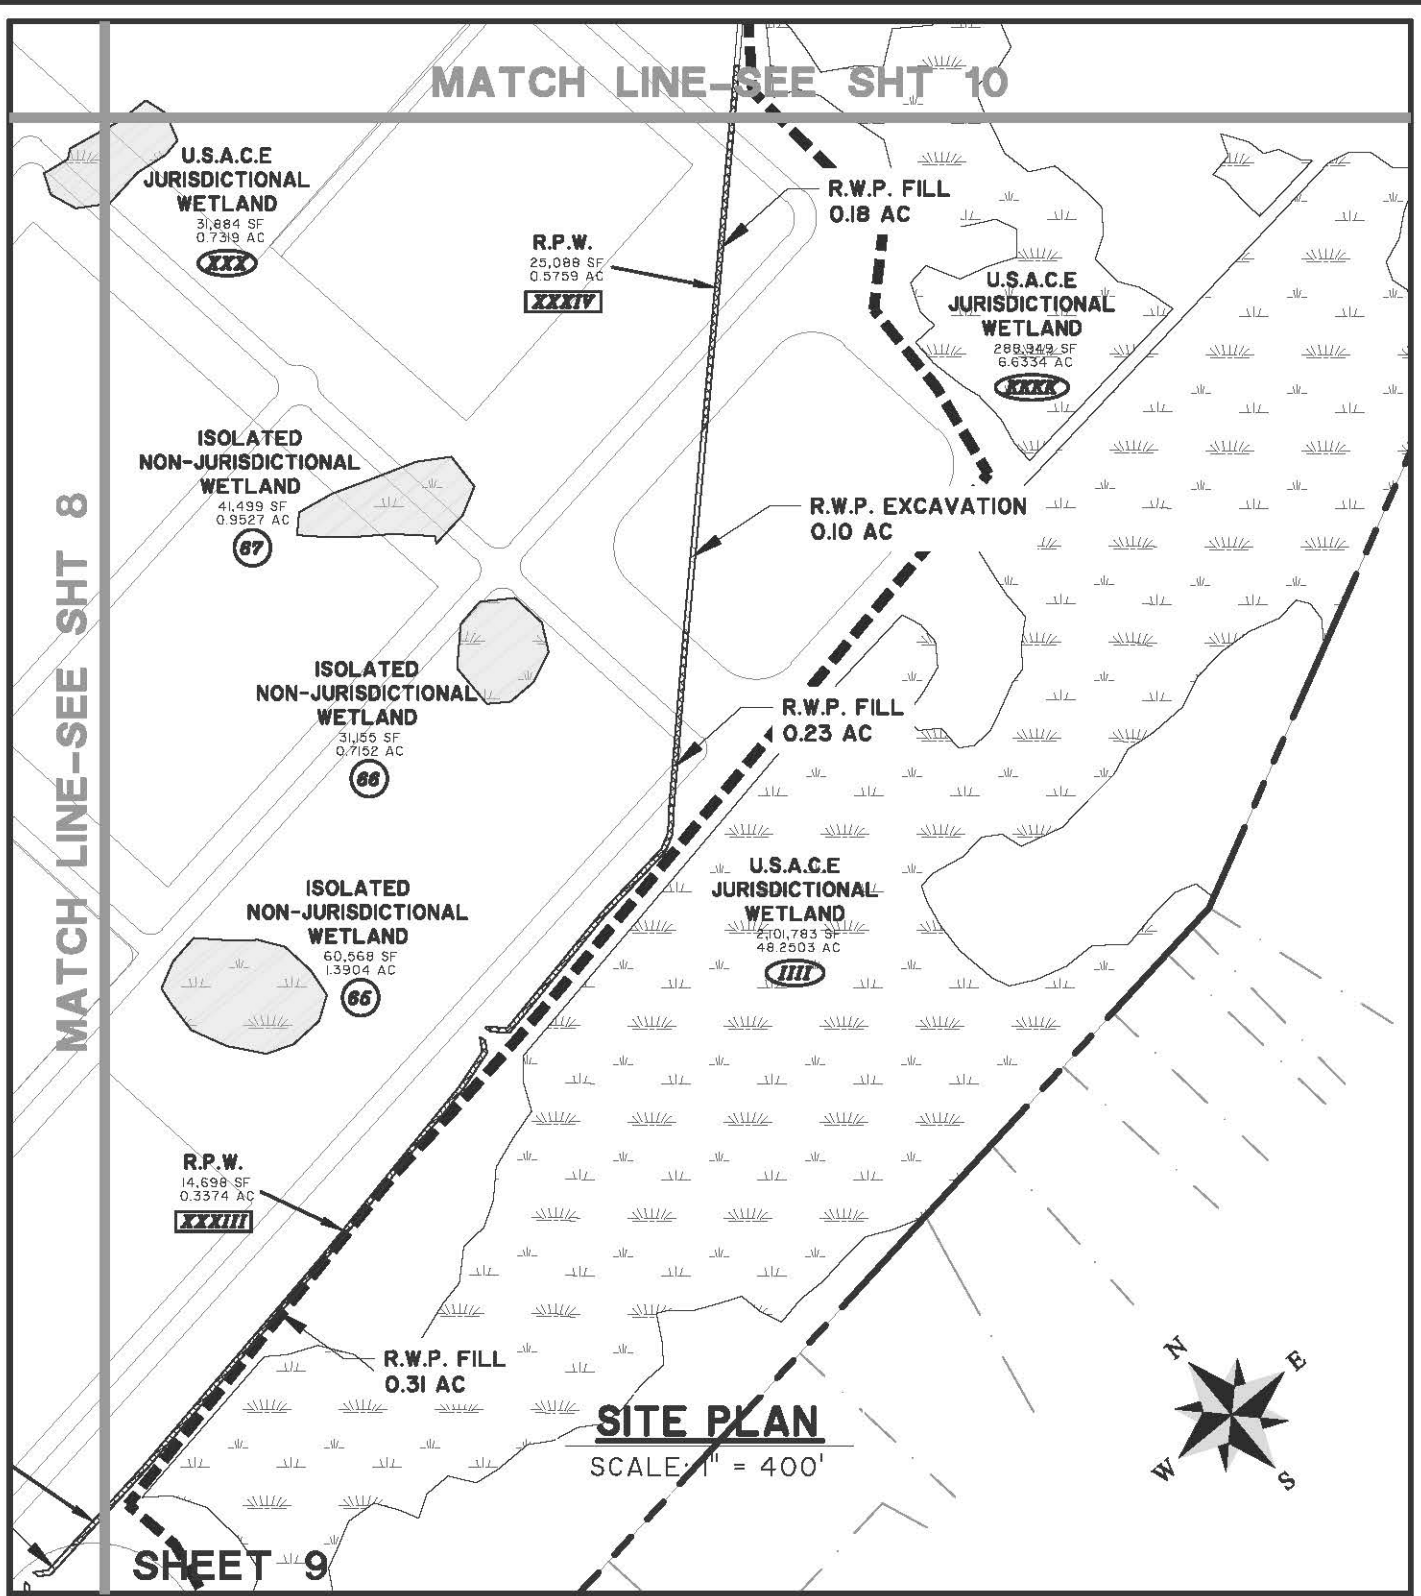 MATCH LINE-SEE SHT 10
U.S.A.C.E
JURISDICTIONAL
WETLAND
31,884 SF
0.7319 AC
XXX
R.P.W.
25,088 SF
0.5759 AC
XXXIV
R.W.P. FILL
0.18 AC
U.S.A.C.E
JURISDICTIONAL
WETLAND
288,949 SF
6.6334 AC
KKKK
ISOLATED
NON-JURISDICTIONAL
WETLAND
41,499 SF
0.9527 AC
67
R.W.P. EXCAVATION
0.10 AC
MATCH LINE-SEE SHT 8
ISOLATED
NON-JURISDICTIONAL
WETLAND
31,155 SF
0.7152 AC
66
R.W.P. FILL
0.23 AC
ISOLATED
NON-JURISDICTIONAL
WETLAND
60,568 SF
1.3904 AC
65
U.S.A.C.E
JURISDICTIONAL
WETLAND
2,101,783 SF
48.2503 AC
IIII
R.P.W.
14,698 SF
0.3374 AC
XXXIII
R.W.P. FILL
0.31 AC
SITE PLAN
SCALE: 1" = 400'
N
E
W
S
SHEET 9